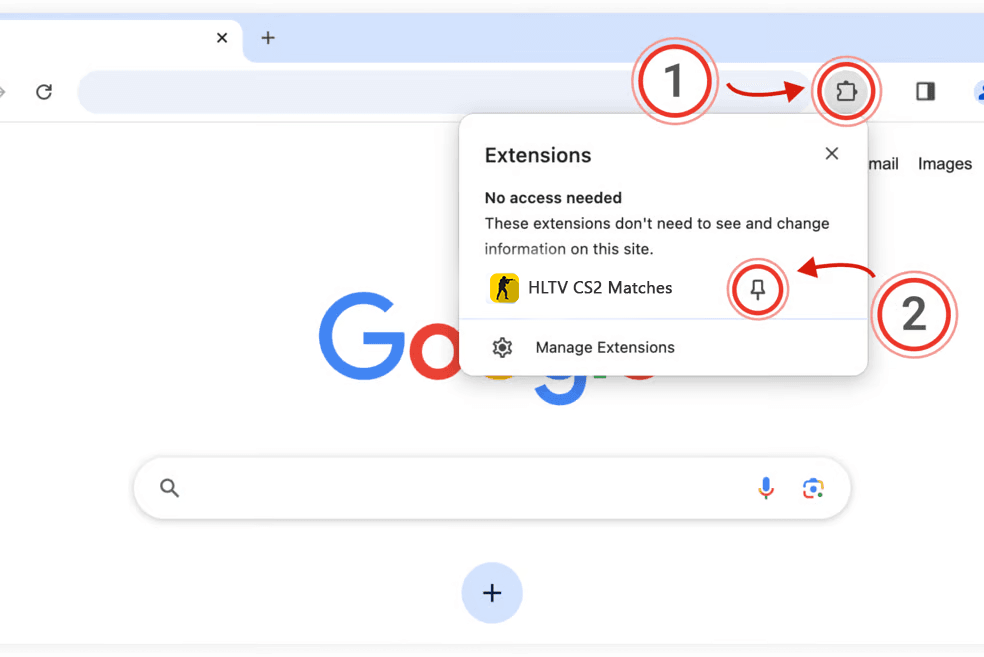 1
Extensions
mail Images
No access needed
These extensions don't need to see and change
information on this site.
HLTV CS2 Matches
2
Manage Extensions